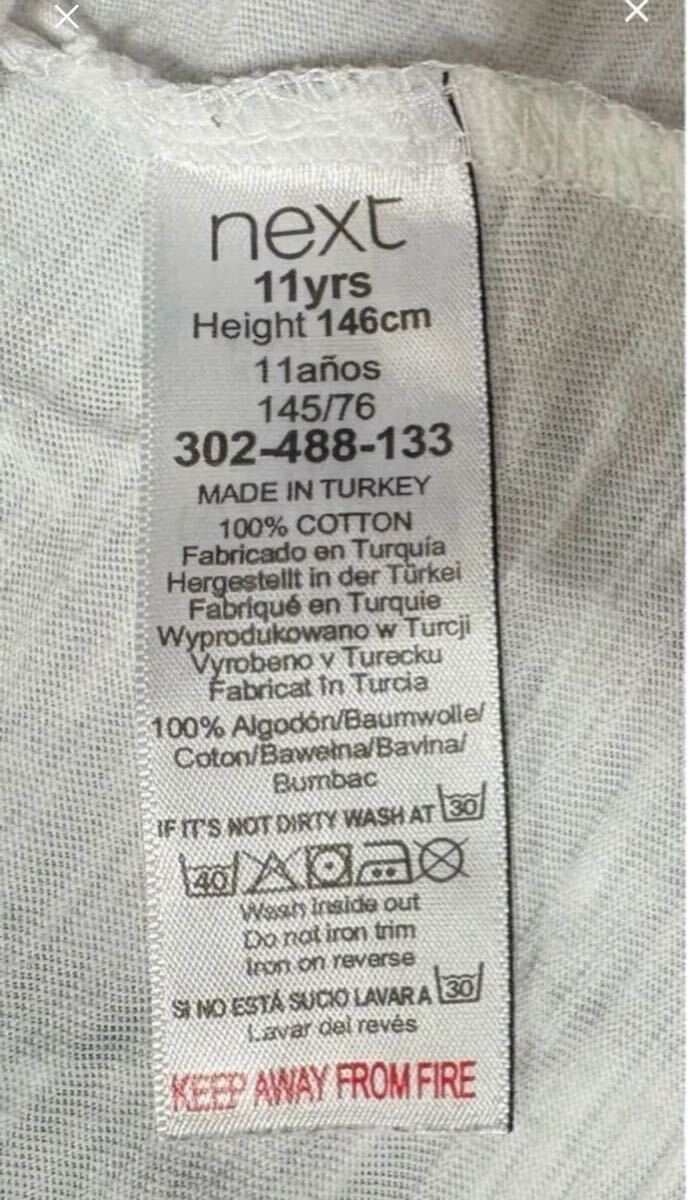 next
11yrs
Height 146cm
11años
145/76
302-488-133
MADE IN TURKEY
100% COTTON
Fabricado en Turquía
Hergestellt in der Türkei
Fabriqué en Turquie
Wyprodukowano w Turcji
Vyrobeno v Turecku
Fabricat în Turcia
100% Algodón/Baumwolle/
Coton/Bawełna/Bavlna/
Bumbac
IF IT'S NOT DIRTY WASH AT 30
40
Wash inside out
Do not iron trim
Iron on reverse
SI NO ESTÁ SUCIO LAVAR A 30
Lavar del revés
KEEP AWAY FROM FIRE